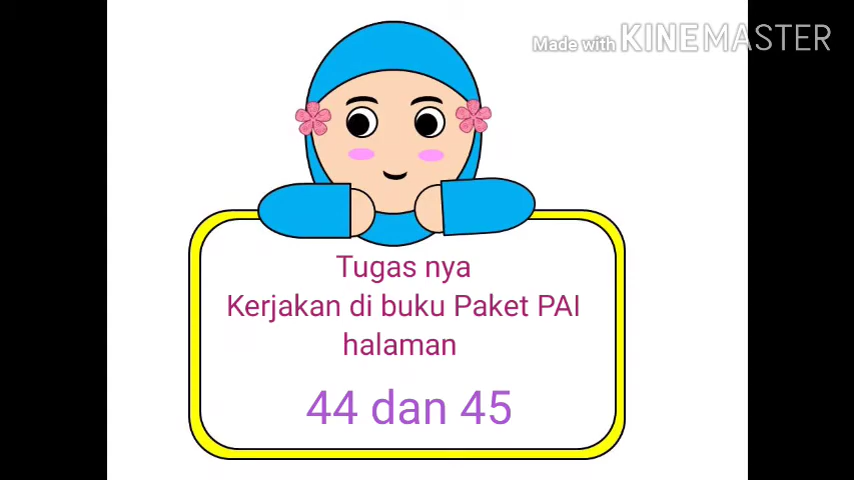 Made with KINEMASTER
Tugas nya
Kerjakan di buku Paket PAI
halaman
44 dan 45